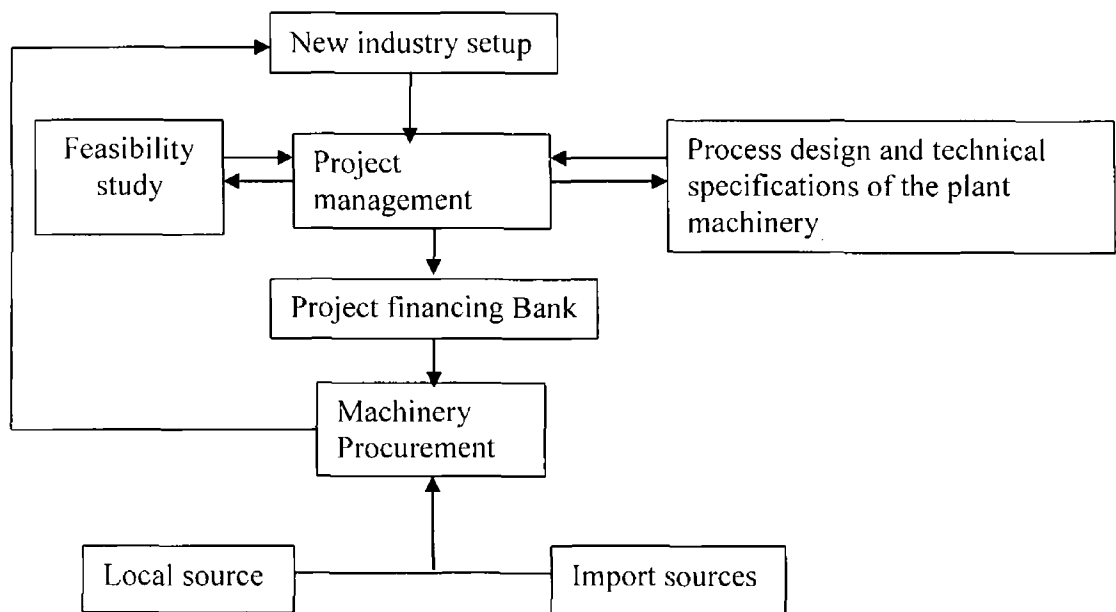 New industry setup
Feasibility
study
Project
management
Process design and technical
specifications of the plant
machinery
Project financing Bank
Machinery
Procurement
Local source
Import sources